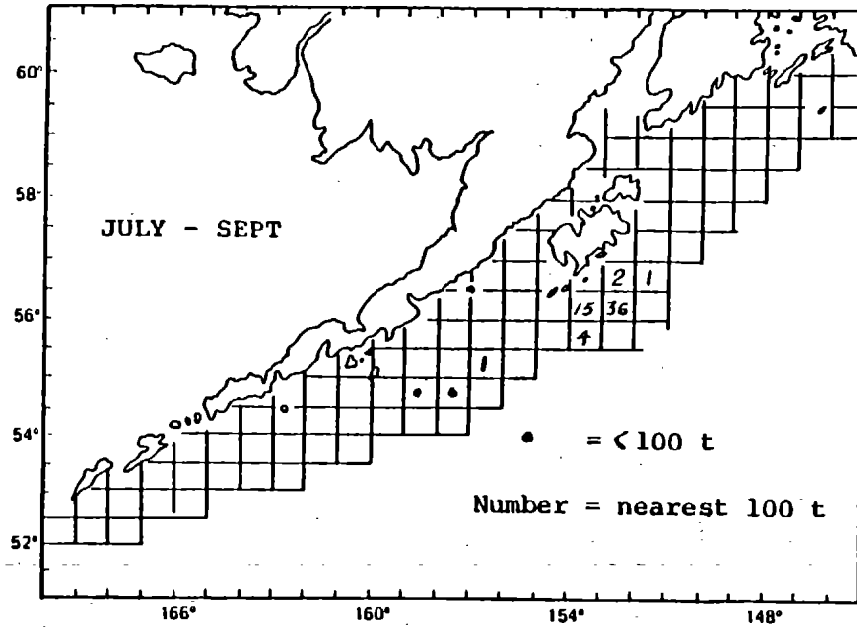 60°
58°
JULY - SEPT
2 1
56°
15 36
4
1
54°
• = < 100 t
Number = nearest 100 t
52°
166° 160° 154° 148°